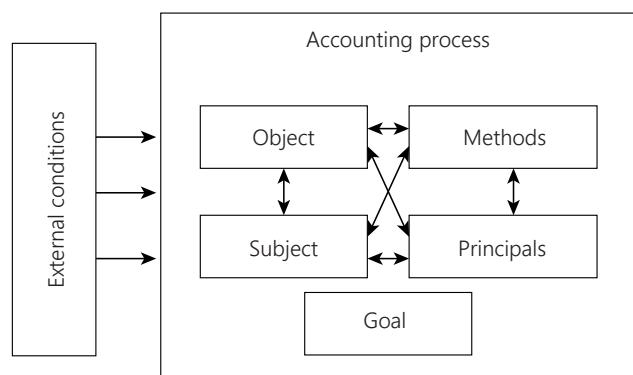 Accounting process
External conditions
Object
Methods
Subject
Principals
Goal